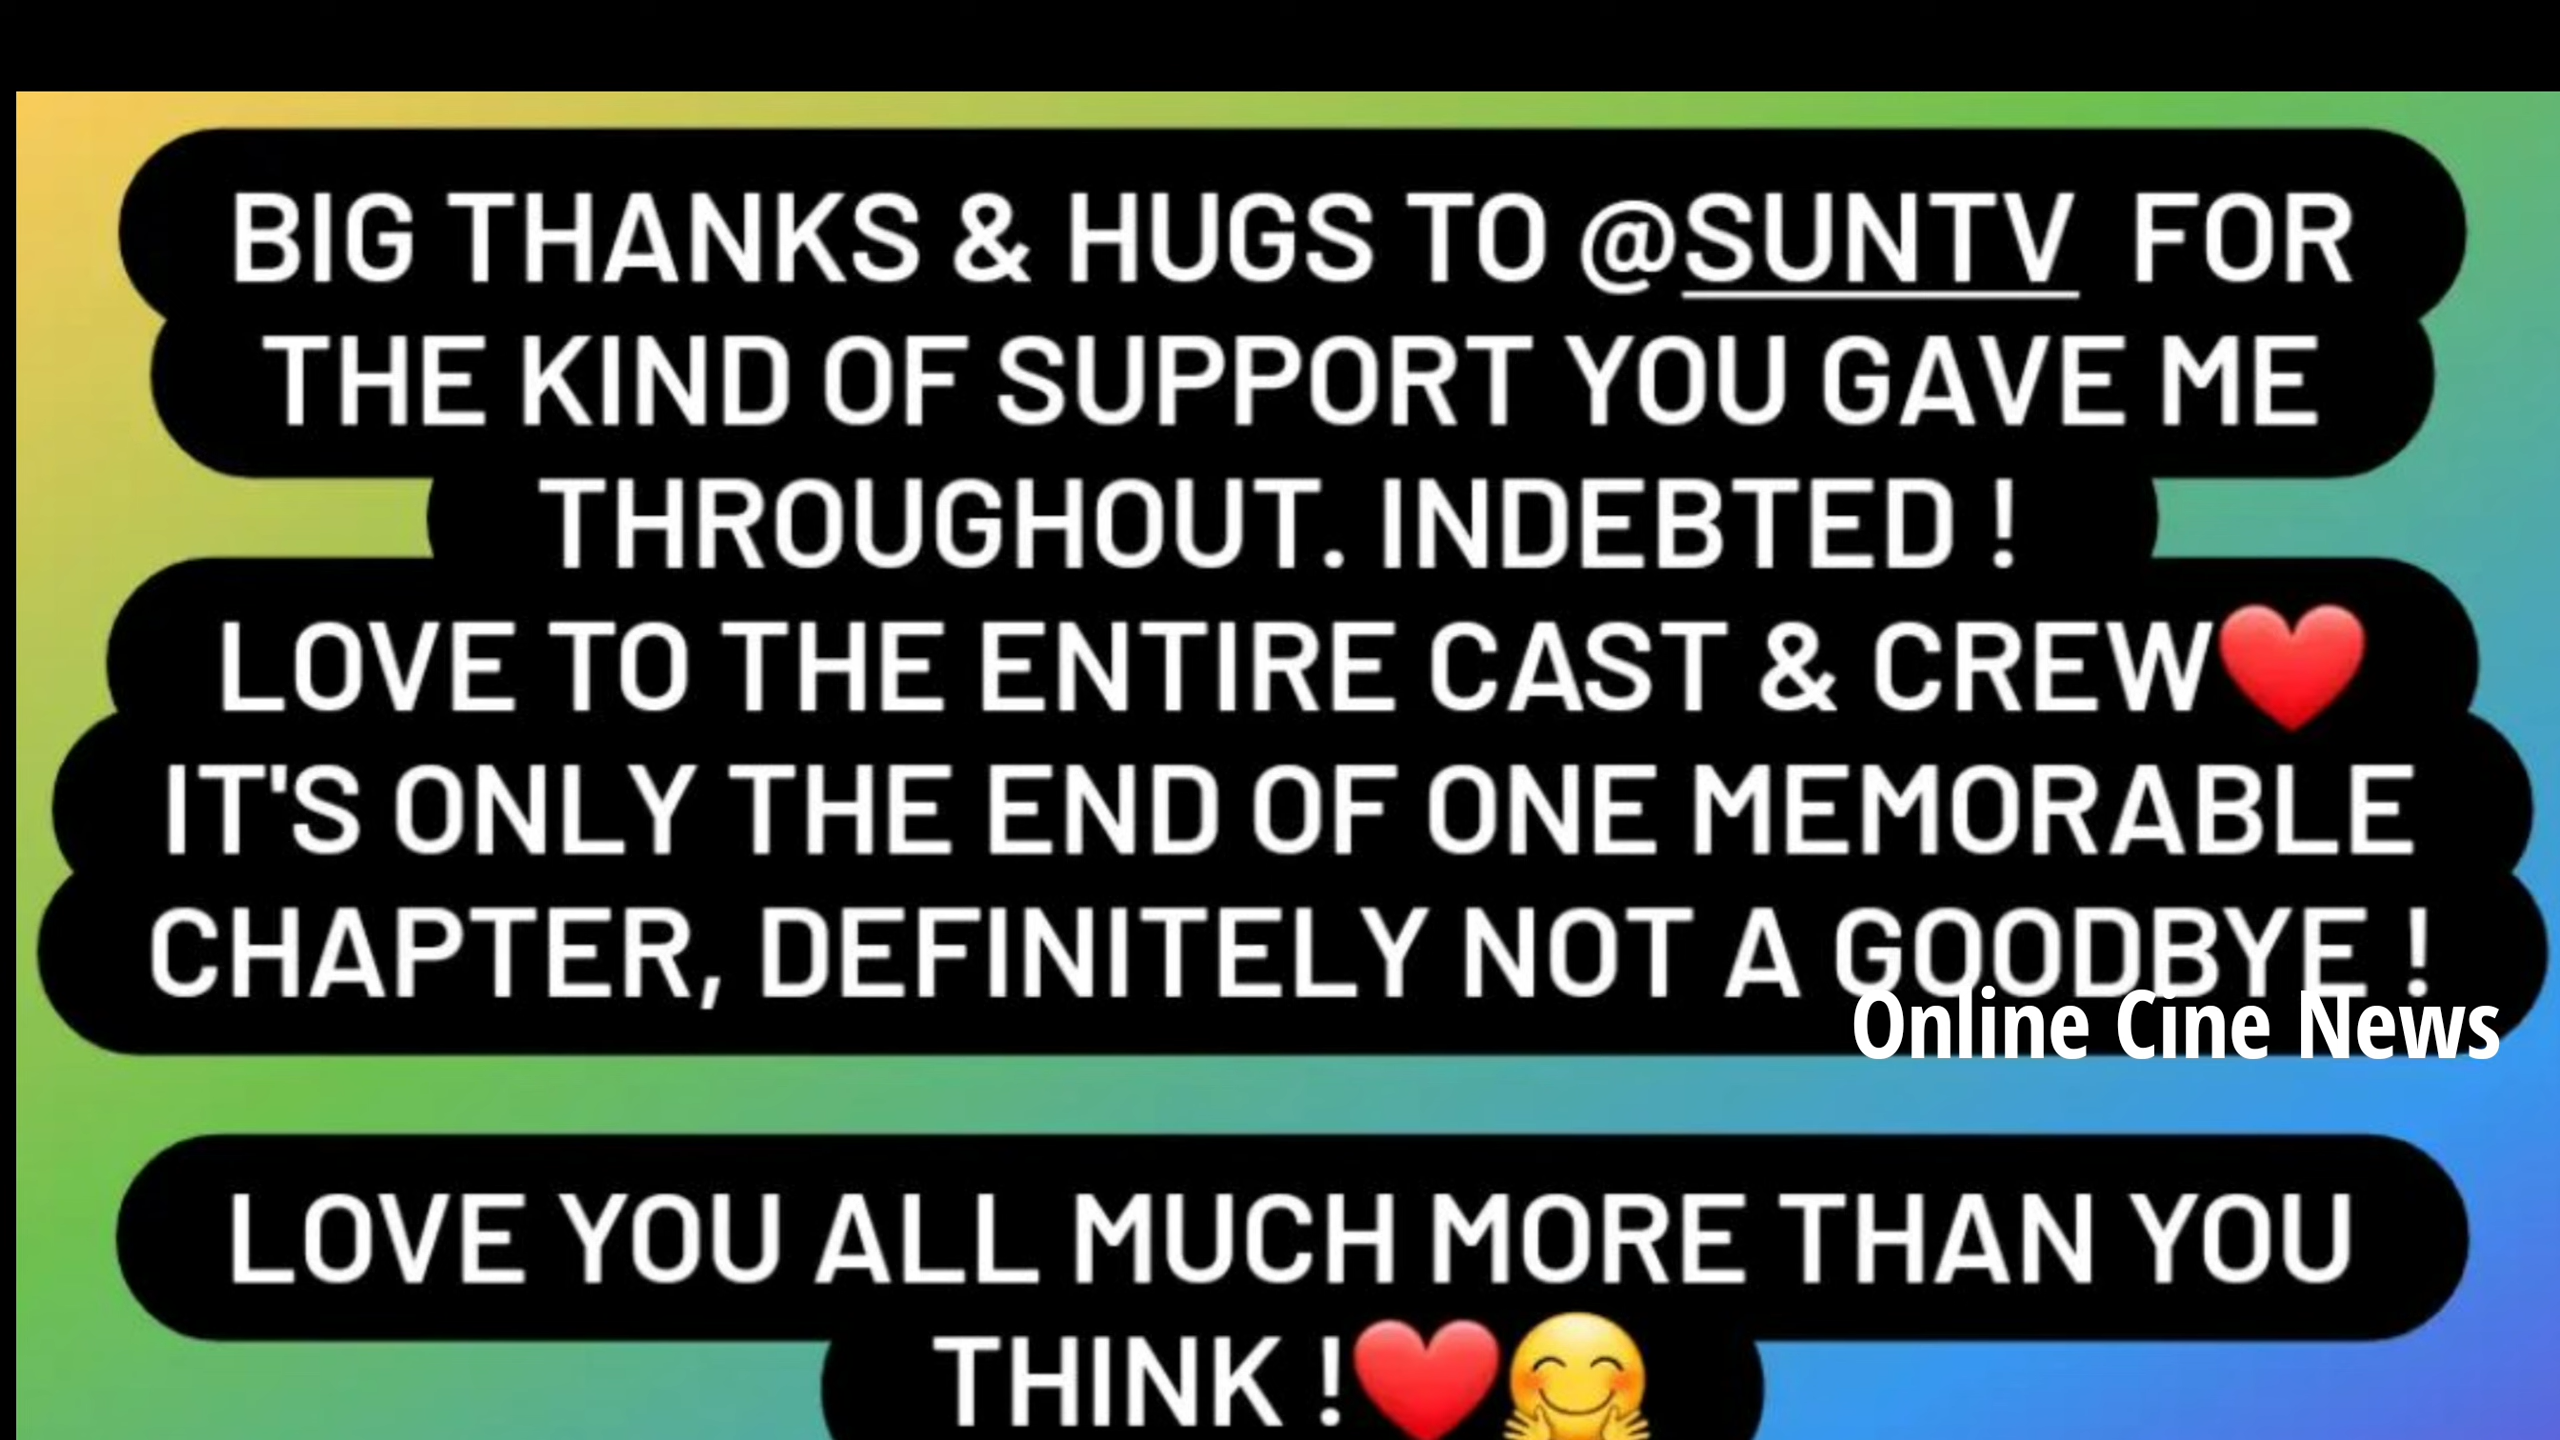 BIG THANKS & HUGS TO @SUNTV FOR
THE KIND OF SUPPORT YOU GAVE ME
THROUGHOUT. INDEBTED !
LOVE TO THE ENTIRE CAST & CREW❤️
IT'S ONLY THE END OF ONE MEMORABLE
CHAPTER, DEFINITELY NOT A GOODBYE !
Online Cine News
LOVE YOU ALL MUCH MORE THAN YOU
THINK !❤️🤗